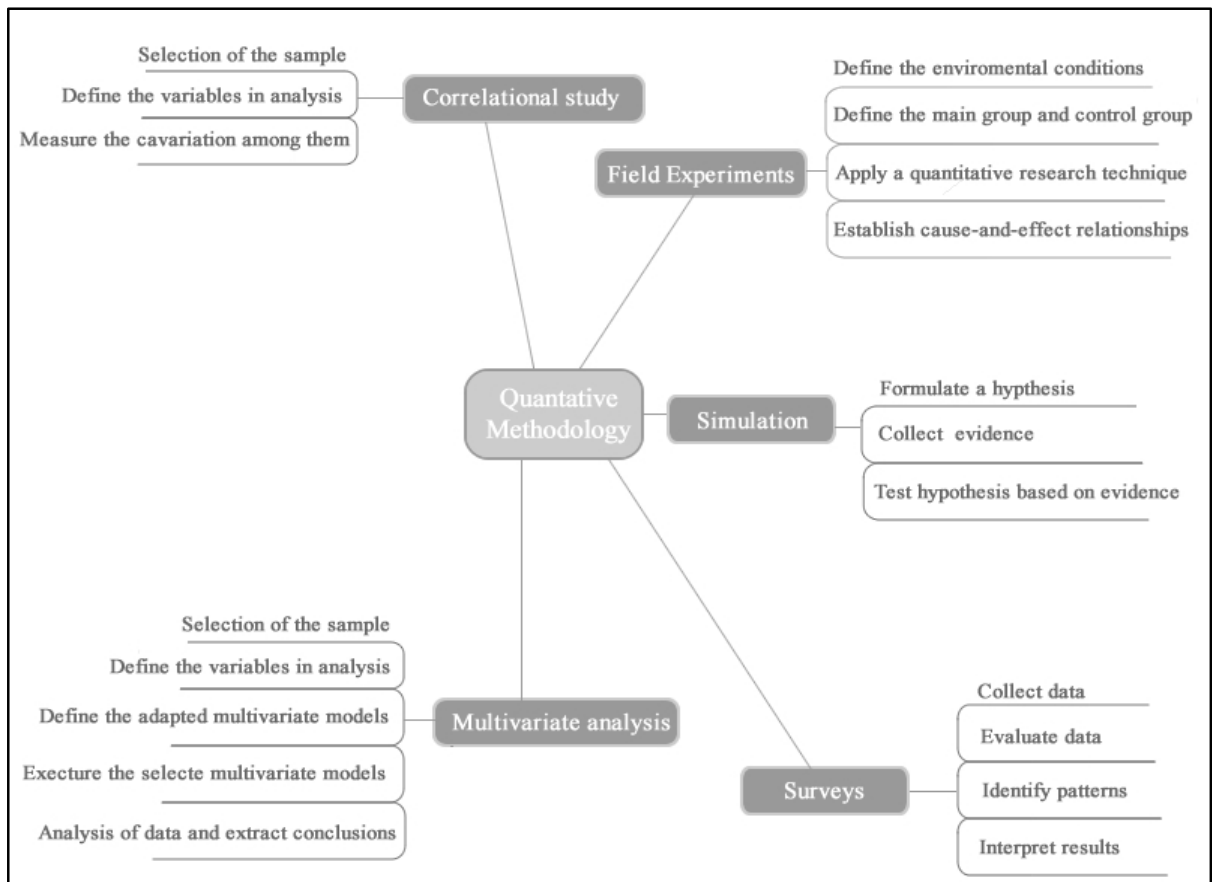 Selection of the sample
Define the variables in analysis
Measure the cavariation among them
Correlational study
Define the enviromental conditions
Define the main group and control group
Apply a quantitative research technique
Establish cause-and-effect relationships
Field Experiments
Quantative
Methodology
Simulation
Formulate a hypthesis
Collect evidence
Test hypothesis based on evidence
Selection of the sample
Define the variables in analysis
Define the adapted multivariate models
Execture the selecte multivariate models
Analysis of data and extract conclusions
Multivariate analysis
Surveys
Collect data
Evaluate data
Identify patterns
Interpret results